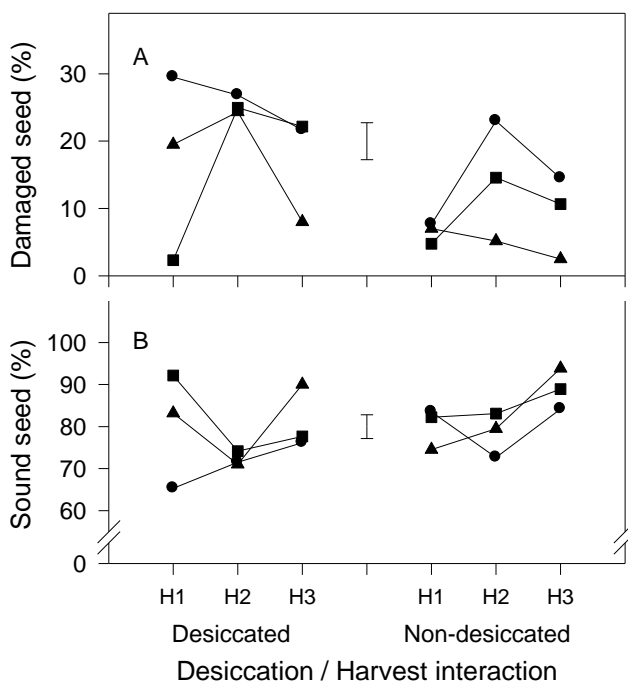 A
Damaged seed (%)
30
20
10
0
B
Sound seed (%)
100
90
80
70
60
0
H1 H2 H3 H1 H2 H3
Desiccated Non-desiccated
Desiccation / Harvest interaction